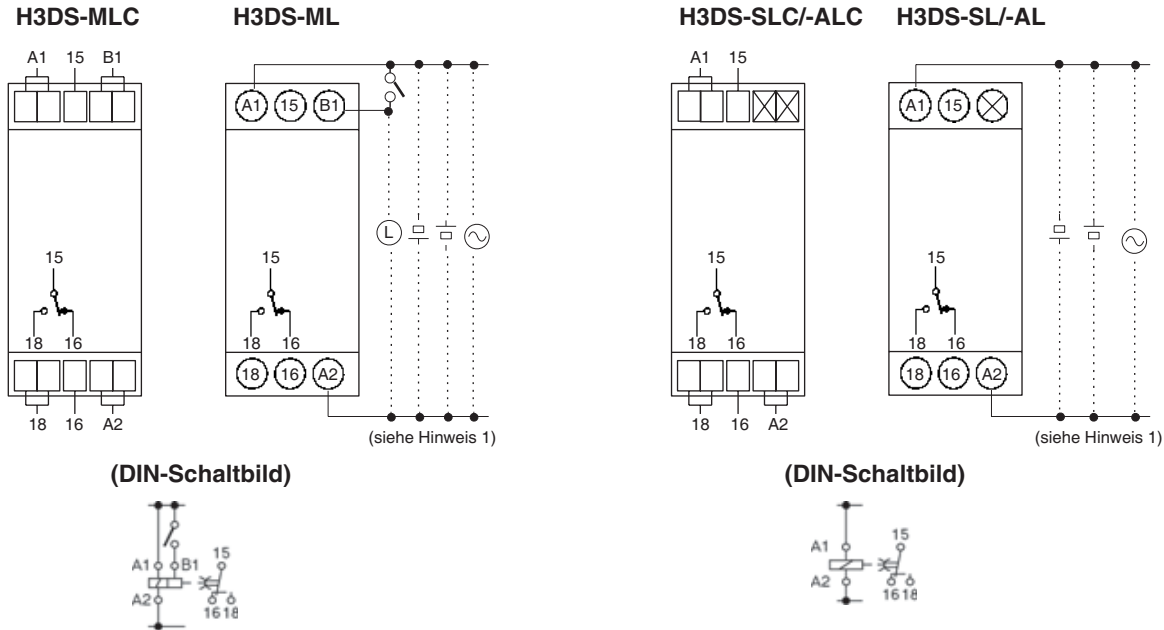 H3DS-MLC
H3DS-ML
H3DS-SLC/-ALC
H3DS-SL/-AL
A1 15 B1
A1 15 B1
A1 15
A1 15
L
15
18 16
15
18 16
15
18 16
15
18 16
18 16 A2
18 16 A2
18 16 A2
18 16 A2
(siehe Hinweis 1)
(siehe Hinweis 1)
(DIN-Schaltbild)
(DIN-Schaltbild)
A1 B1 15
A2 16 18
A1 15
A2 16 18